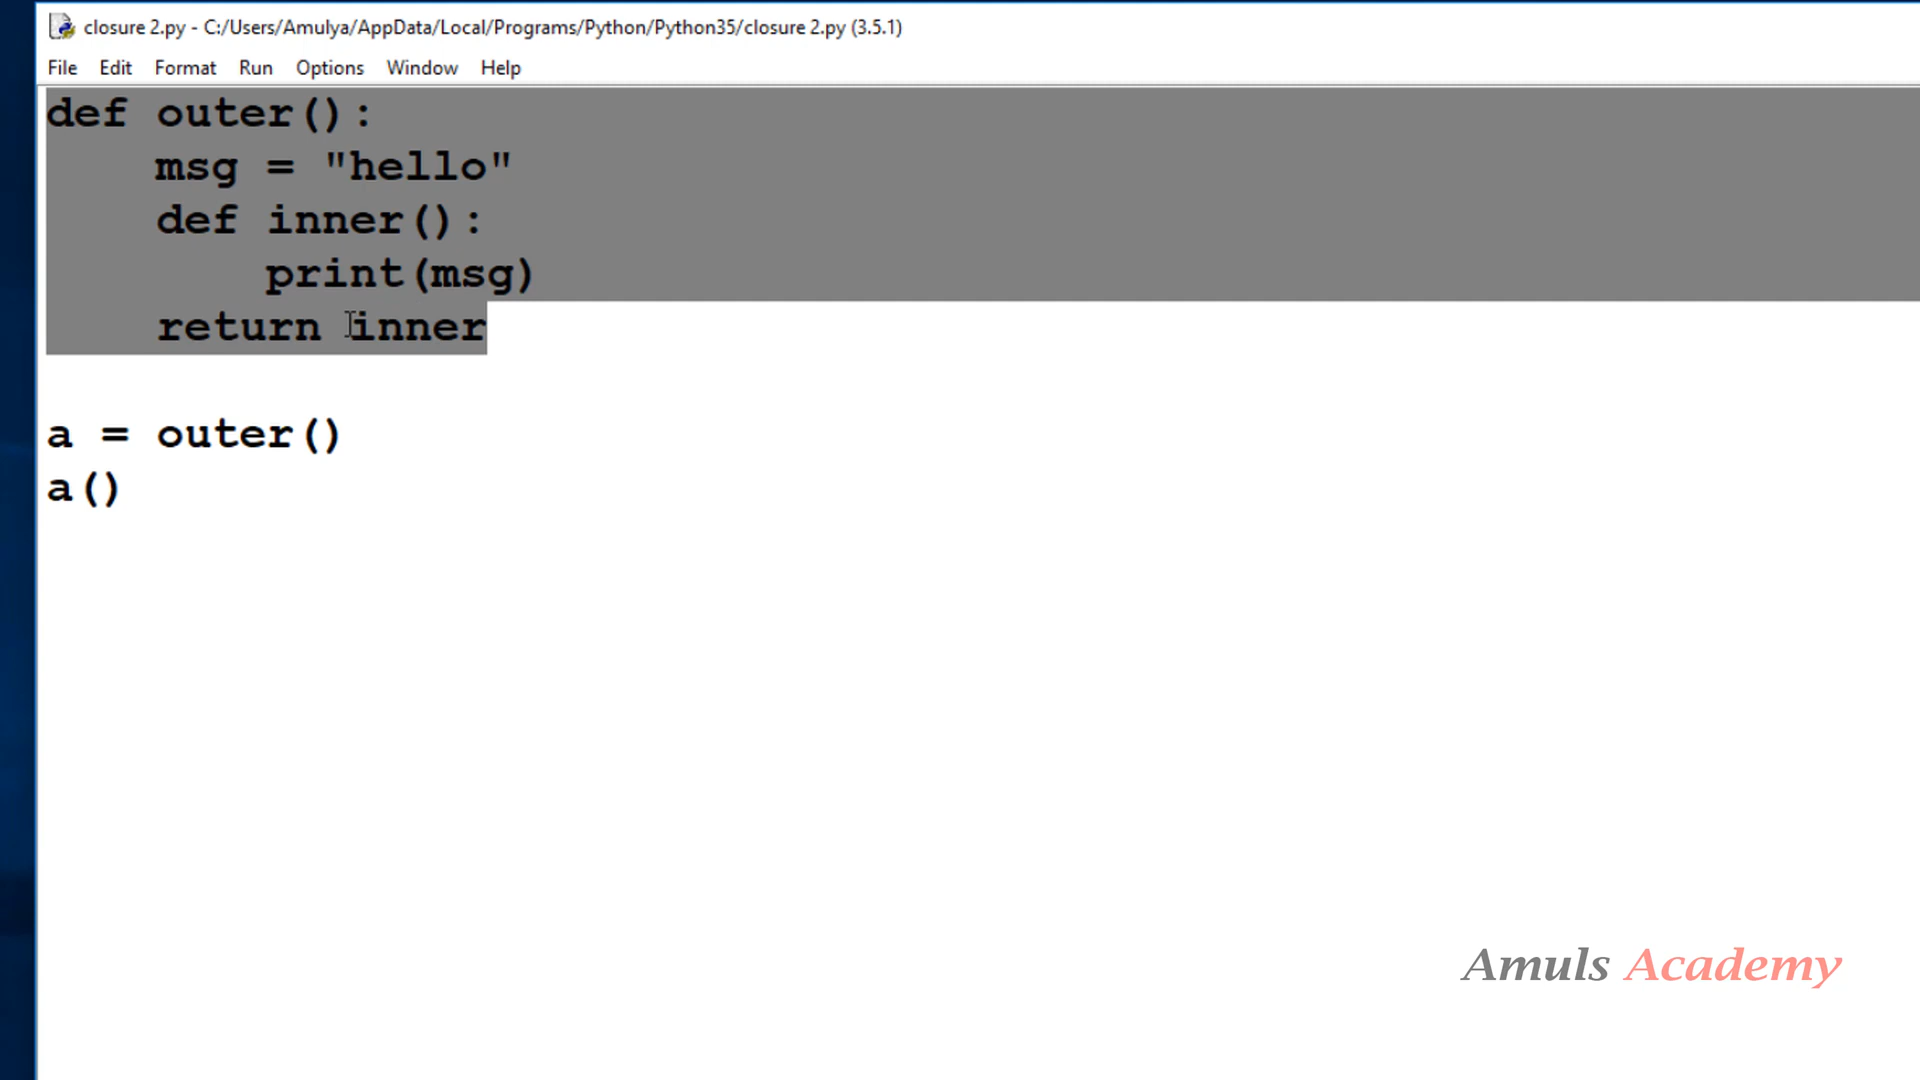 closure 2.py - C:/Users/Amulya/AppData/Local/Programs/Python/Python35/closure 2.py (3.5.1)
File Edit Format Run Options Window Help
def outer():
    msg = "hello"
    def inner():
        print(msg)
    return inner

a = outer()
a()
Amuls Academy